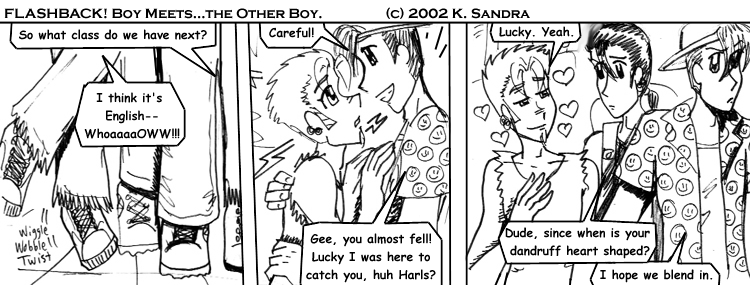 FLASHBACK! BOY MEETS...THE OTHER BOY. (c) 2002 K. SANDRA
So what class do we have next?
I think it's
English--
WhoaaaaOWW!!!
Wiggle
Wobble!!
Twist
Careful!
Gee, you almost fell!
Lucky I was here to
catch you, huh Harls?
Lucky. Yeah.
Dude, since when is your
dandruff heart shaped?
I hope we blend in.